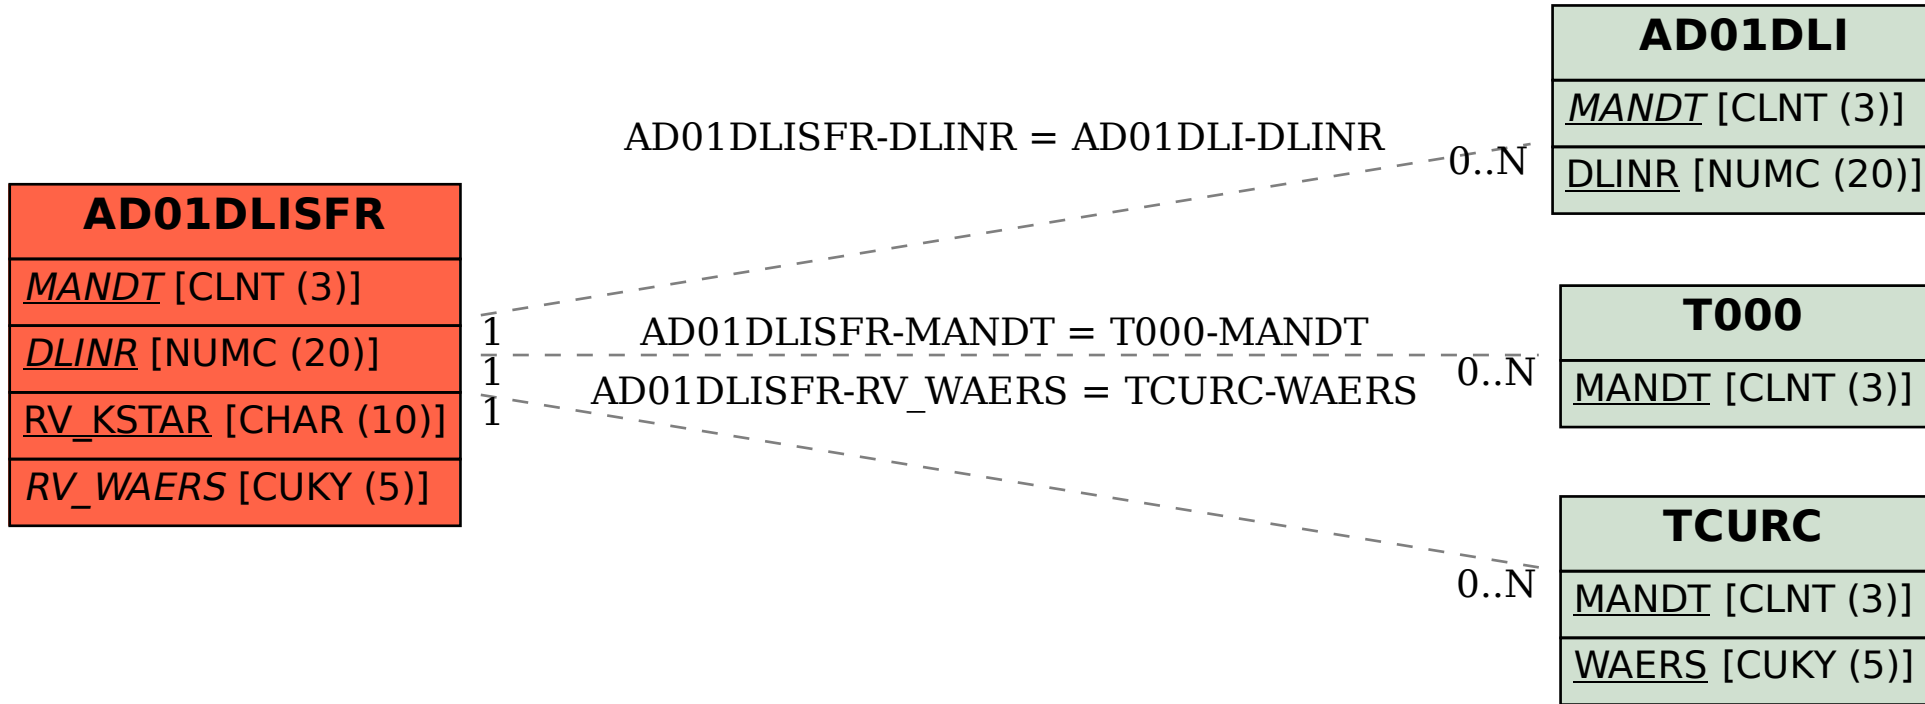 AD01DLISFR
MANDT [CLNT (3)]
DLINR [NUMC (20)]
RV_KSTAR [CHAR (10)]
RV_WAERS [CUKY (5)]
AD01DLISFR-DLINR = AD01DLI-DLINR
0..N
1
AD01DLISFR-MANDT = T000-MANDT
0..N
1
AD01DLISFR-RV_WAERS = TCURC-WAERS
0..N
1
AD01DLI
MANDT [CLNT (3)]
DLINR [NUMC (20)]
T000
MANDT [CLNT (3)]
TCURC
MANDT [CLNT (3)]
WAERS [CUKY (5)]